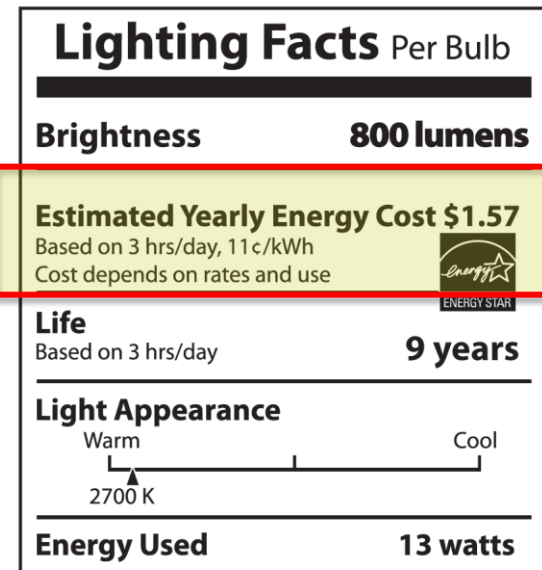 Lighting Facts Per Bulb
Brightness 800 lumens
Estimated Yearly Energy Cost $1.57
Based on 3 hrs/day, 11¢/kWh
Cost depends on rates and use
energy
ENERGY STAR
Life
Based on 3 hrs/day
9 years
Light Appearance
Warm Cool
2700 K
Energy Used 13 watts